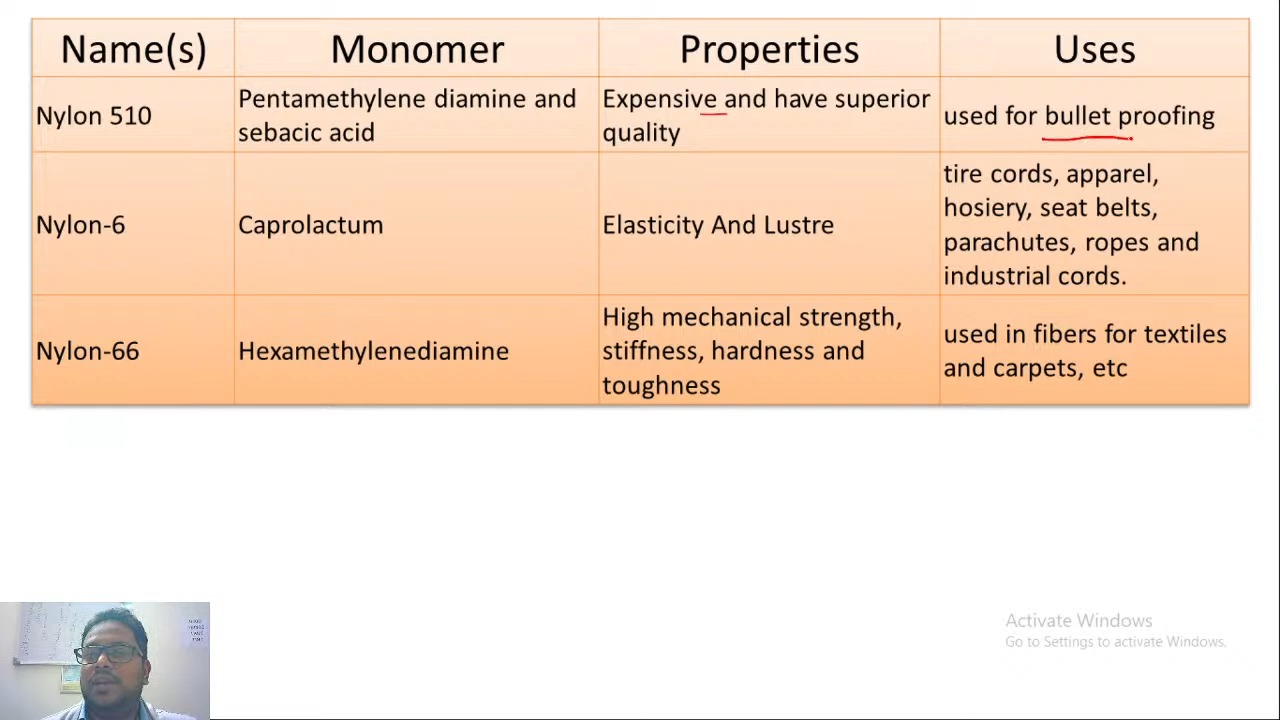 Name(s) Monomer Properties Uses
Nylon 510
Pentamethylene diamine and
sebacic acid
Expensive and have superior
quality
used for bullet proofing
Nylon-6
Caprolactum
Elasticity And Lustre
tire cords, apparel,
hosiery, seat belts,
parachutes, ropes and
industrial cords.
Nylon-66
Hexamethylenediamine
High mechanical strength,
stiffness, hardness and
toughness
used in fibers for textiles
and carpets, etc
Activate Windows
Go to Settings to activate Windows.